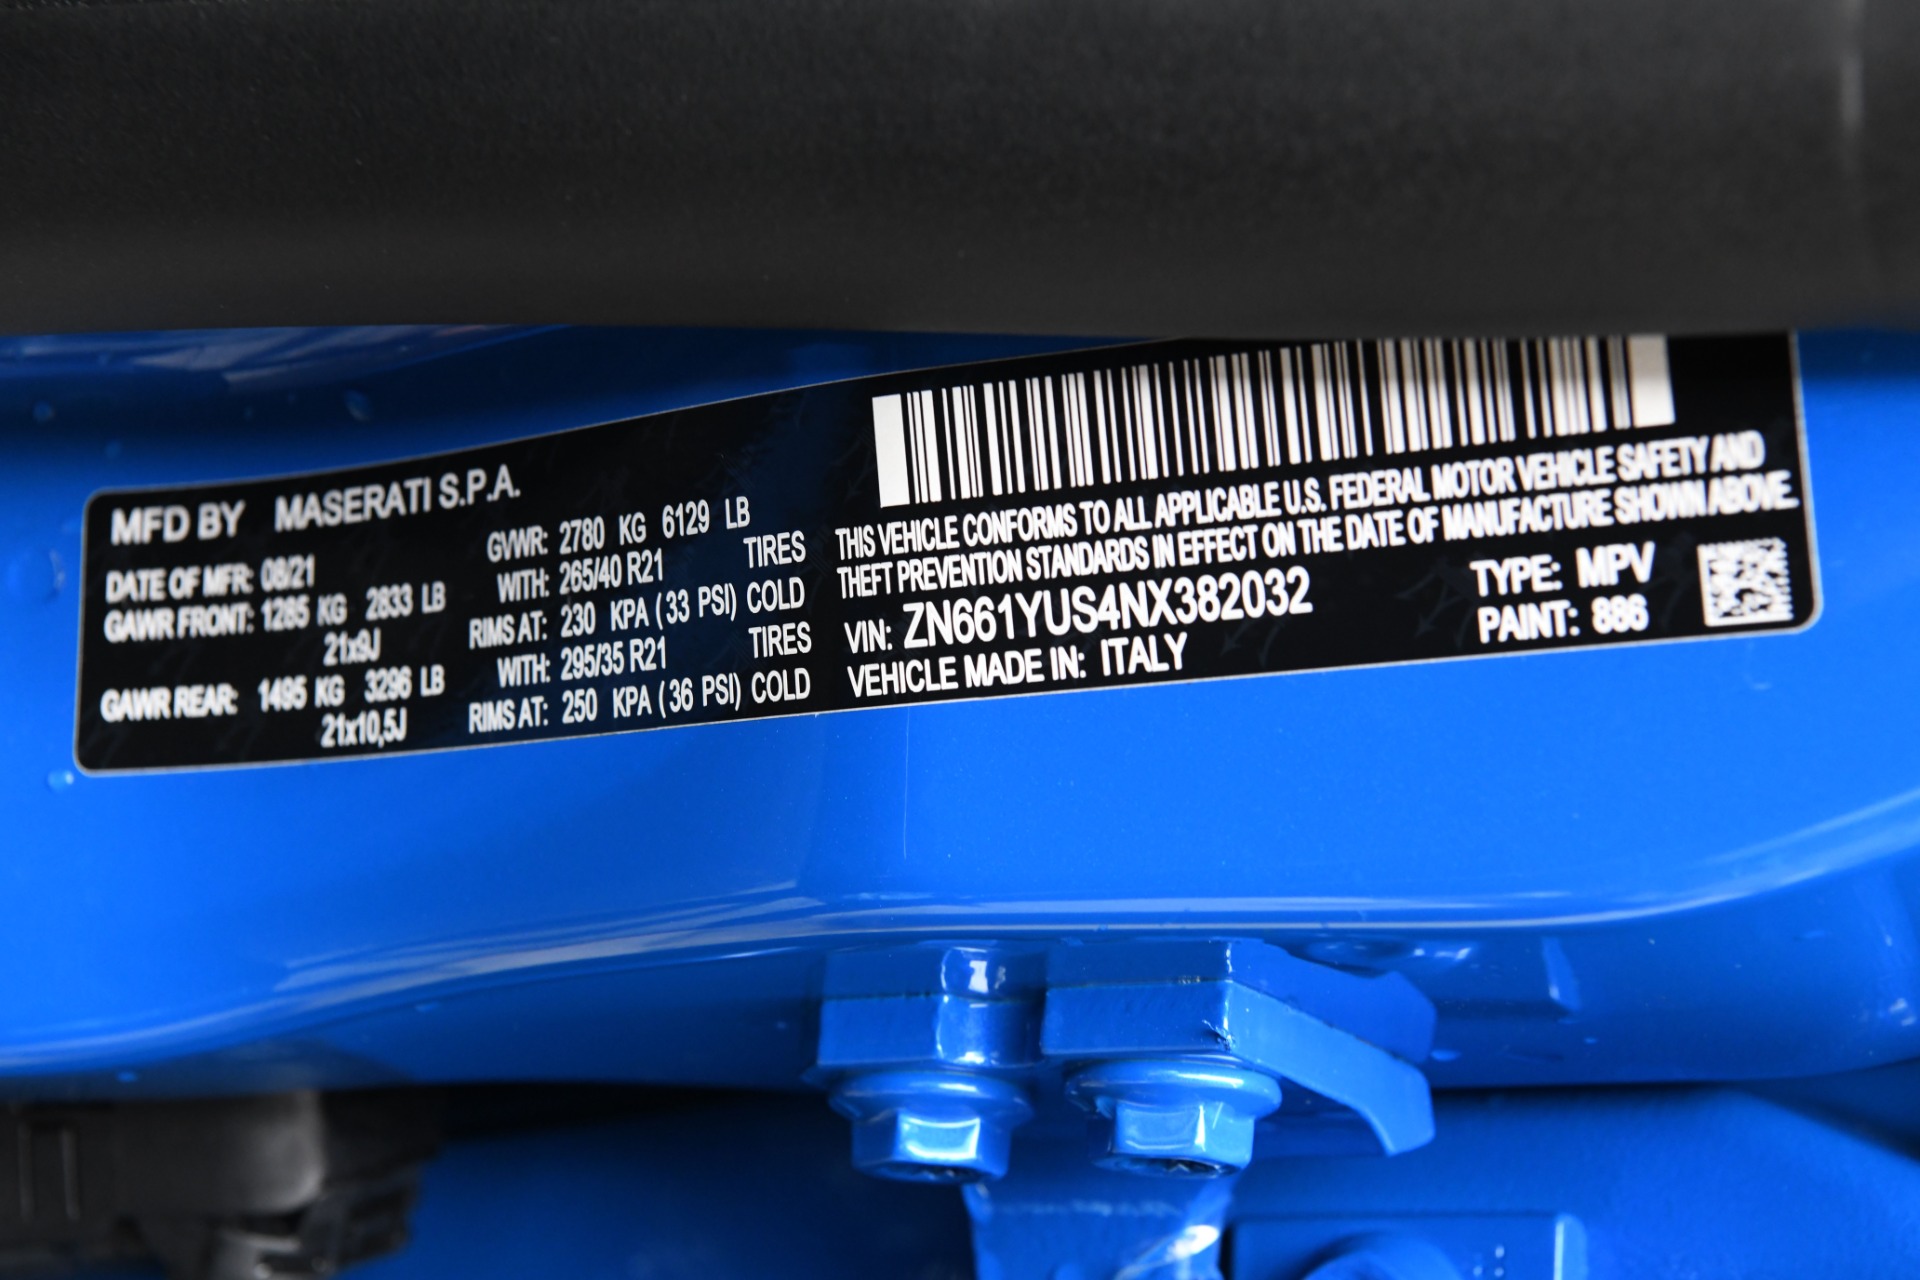 MFD BY MASERATI S.P.A.
DATE OF MFR: 08/21 GVWR: 2780 KG 6129 LB
GAWR FRONT: 1285 KG 2833 LB WITH: 265/40 R21 TIRES
21x9J RIMS AT: 230 KPA (33 PSI) COLD
GAWR REAR: 1495 KG 3296 LB WITH: 295/35 R21 TIRES
21x10,5J RIMS AT: 250 KPA (36 PSI) COLD
THIS VEHICLE CONFORMS TO ALL APPLICABLE U.S. FEDERAL MOTOR VEHICLE SAFETY AND
THEFT PREVENTION STANDARDS IN EFFECT ON THE DATE OF MANUFACTURE SHOWN ABOVE.
VIN: ZN661YUS4NX382032 TYPE: MPV
VEHICLE MADE IN: ITALY PAINT: 886